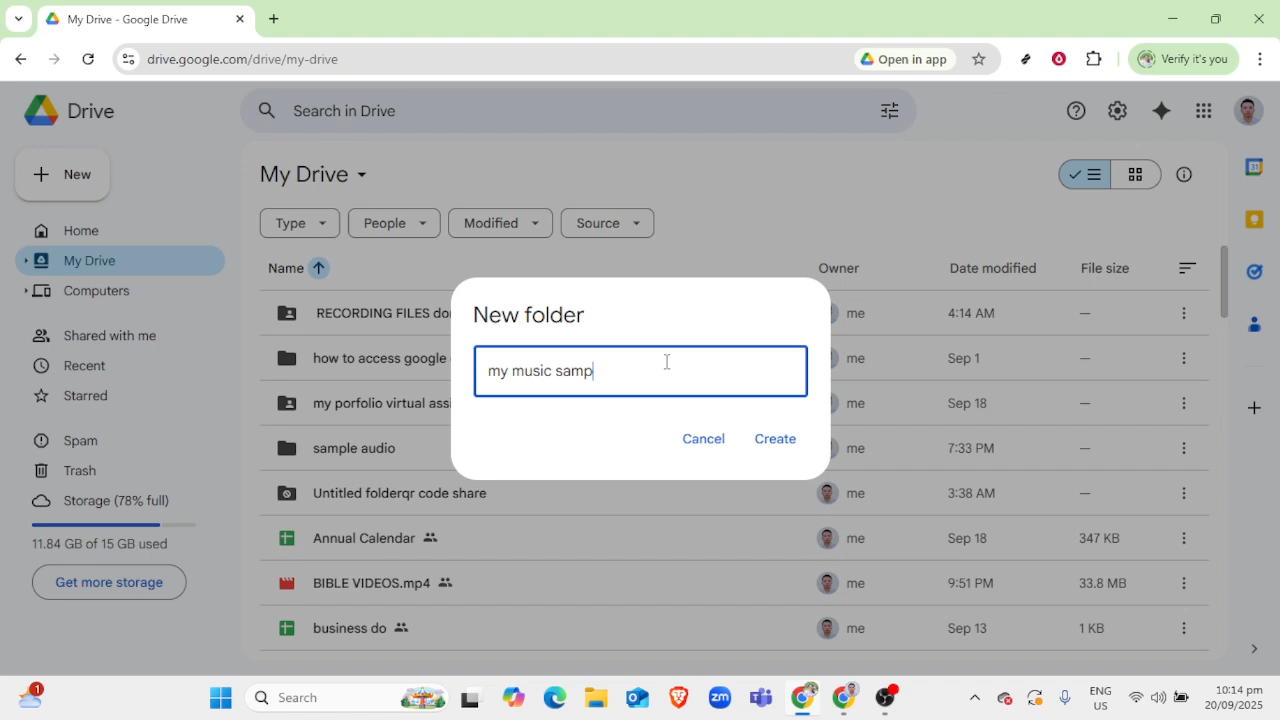 My Drive - Google Drive
drive.google.com/drive/my-drive
Open in app
Verify it's you
Drive
Search in Drive
New
My Drive
Type
People
Modified
Source
Home
My Drive
Computers
Shared with me
Recent
Starred
Spam
Trash
Storage (78% full)
11.84 GB of 15 GB used
Get more storage
Name
Owner
Date modified
File size
RECORDING FILES do
me
4:14 AM
—
how to access google
me
Sep 1
—
my porfolio virtual assi
me
Sep 18
—
sample audio
me
7:33 PM
—
Untitled folderqr code share
me
3:38 AM
—
Annual Calendar
me
Sep 18
347 KB
BIBLE VIDEOS.mp4
me
9:51 PM
33.8 MB
business do
me
Sep 13
1 KB
New folder
my music samp
Cancel
Create
31
1
Search
zm
ENG
US
10:14 pm
20/09/2025